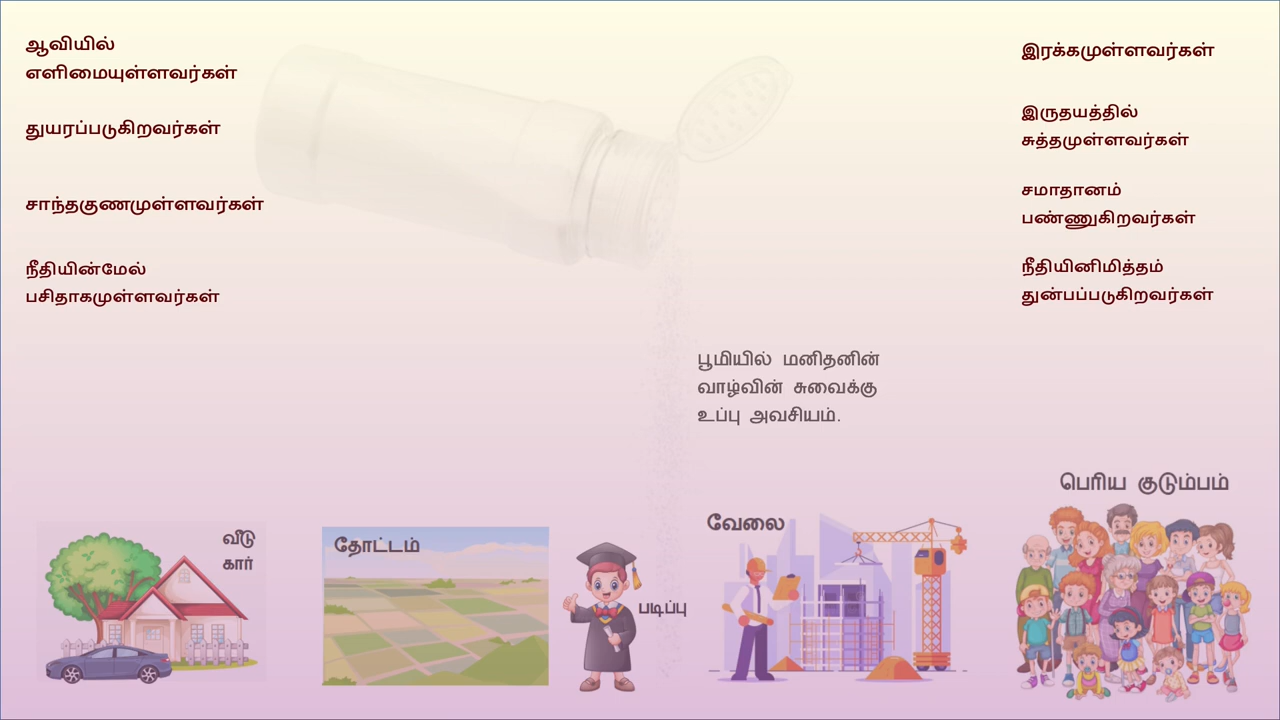 ஆவியில்
எளிமையுள்ளவர்கள்
துயரப்படுகிறவர்கள்
சாந்தகுணமுள்ளவர்கள்
நீதியின்மேல்
பசிதாகமுள்ளவர்கள்
இரக்கமுள்ளவர்கள்
இருதயத்தில்
சுத்தமுள்ளவர்கள்
சமாதானம்
பண்ணுகிறவர்கள்
நீதியினிமித்தம்
துன்பப்படுகிறவர்கள்
பூமியில் மனிதனின்
வாழ்வின் சுவைக்கு
உப்பு அவசியம்.
வீடு
கார்
தோட்டம்
படிப்பு
வேலை
பெரிய குடும்பம்